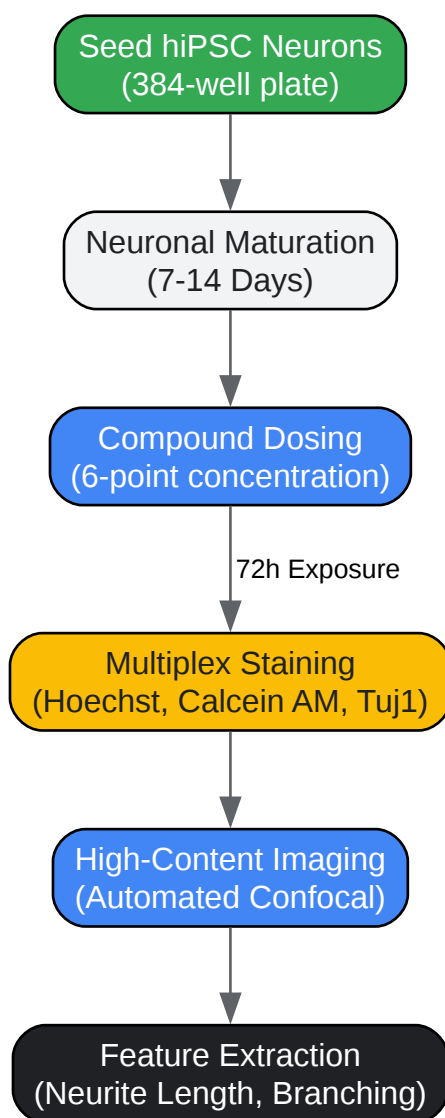 Seed hiPSC Neurons
(384-well plate)
Neuronal Maturation
(7-14 Days)
Compound Dosing
(6-point concentration)
72h Exposure
Multiplex Staining
(Hoechst, Calcein AM, Tuj1)
High-Content Imaging
(Automated Confocal)
Feature Extraction
(Neurite Length, Branching)